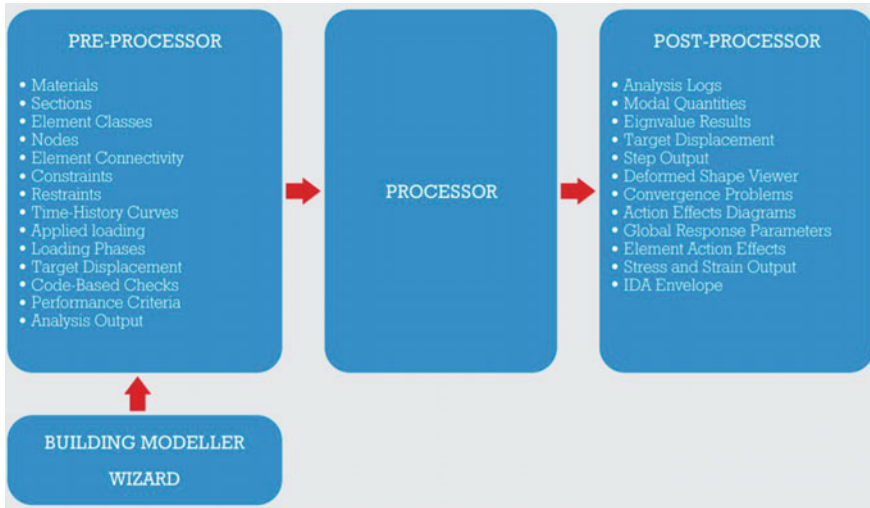 PRE-PROCESSOR
• Materials
• Sections
• Element Classes
• Nodes
• Element Connectivity
• Constraints
• Restraints
• Time-History Curves
• Applied loading
• Loading Phases
• Target Displacement
• Code-Based Checks
• Performance Criteria
• Analysis Output
PROCESSOR
POST-PROCESSOR
• Analysis Logs
• Modal Quantities
• Eignvalue Results
• Target Displacement
• Step Output
• Deformed Shape Viewer
• Convergence Problems
• Action Effects Diagrams
• Global Response Parameters
• Element Action Effects
• Stress and Strain Output
• IDA Envelope
BUILDING MODELLER
WIZARD